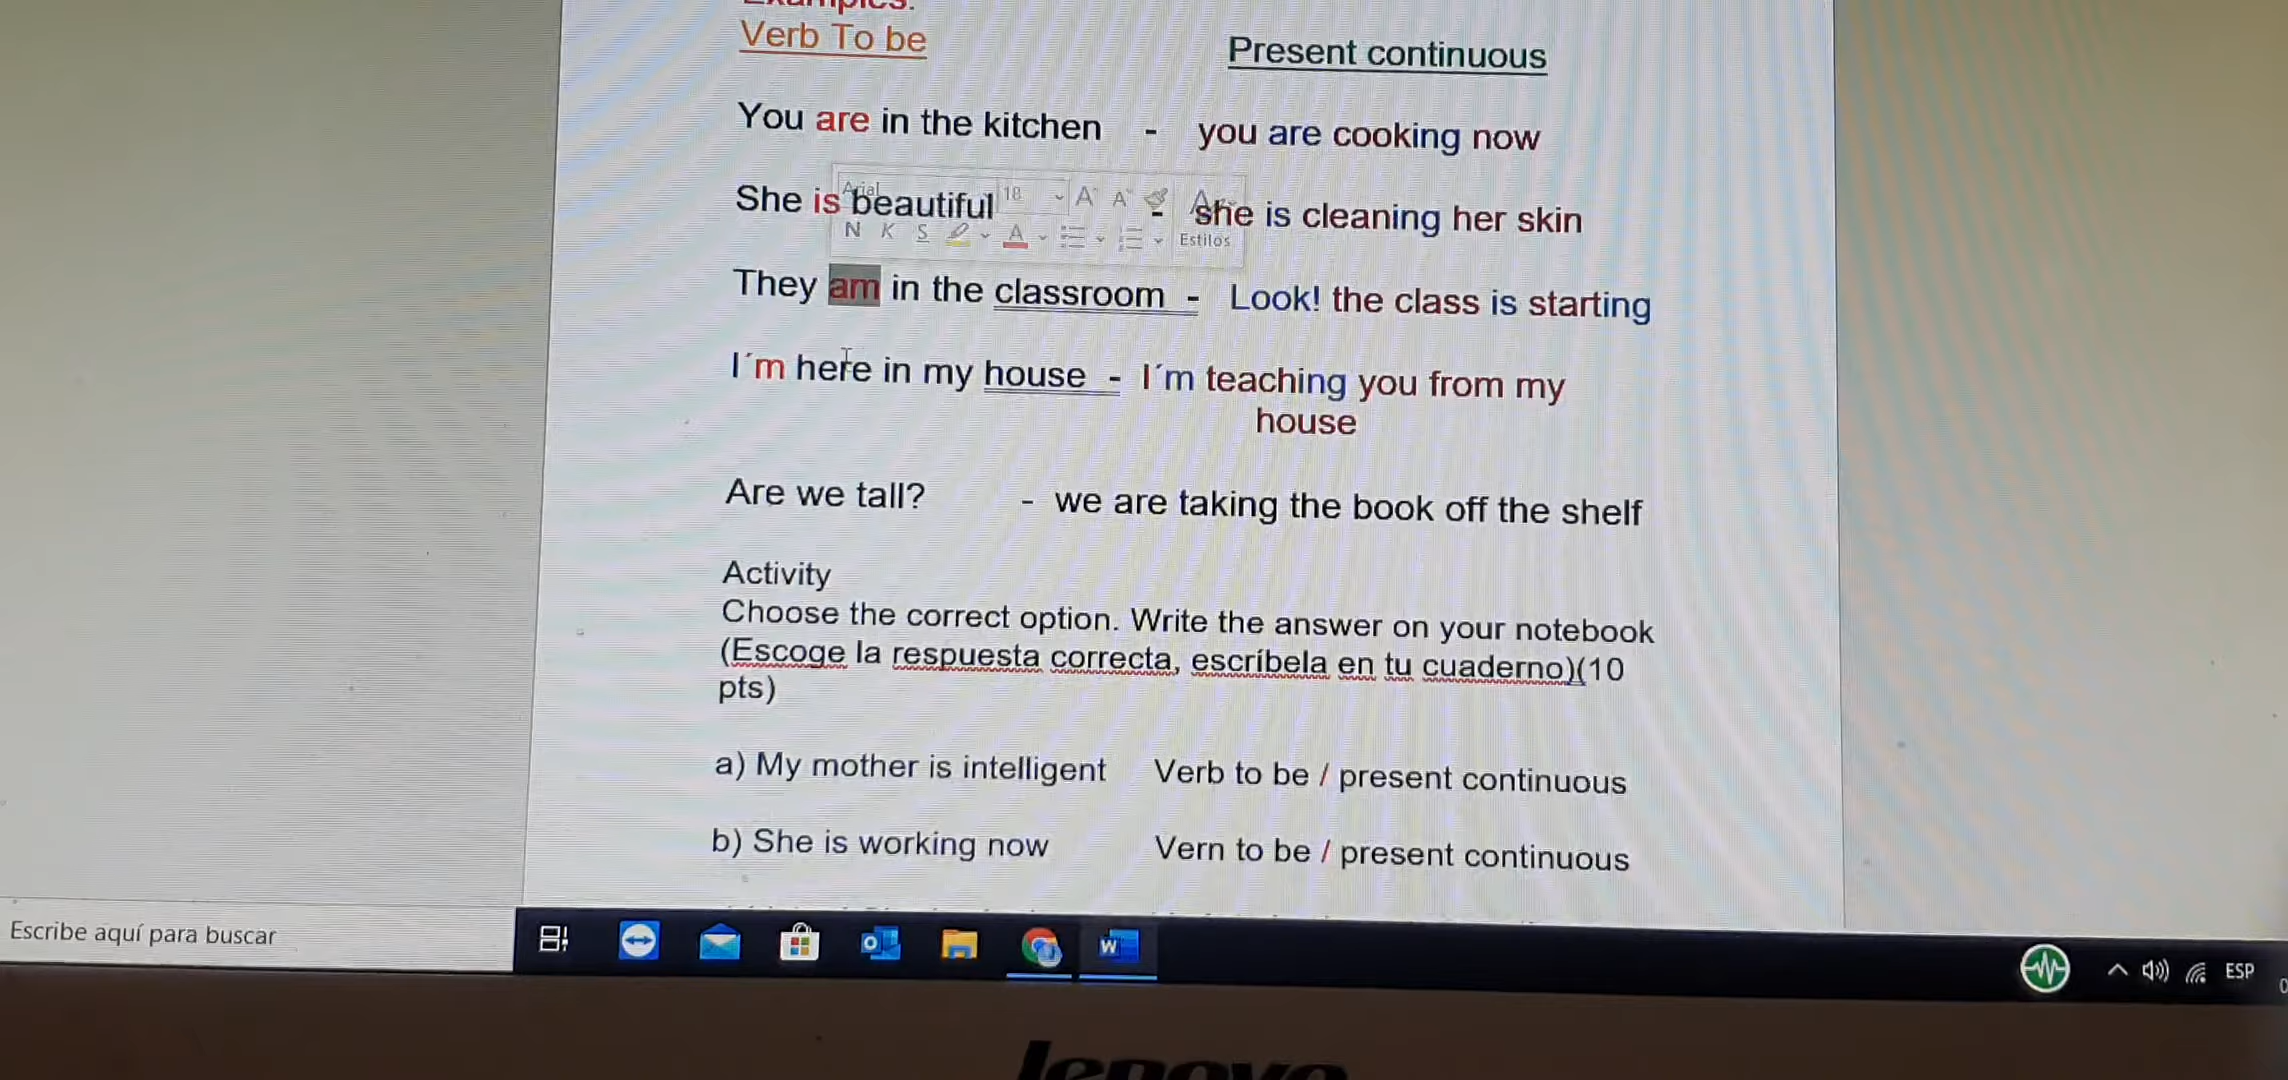 Examples:
Verb To be Present continuous
You are in the kitchen - you are cooking now
She is beautiful - she is cleaning her skin
Arial 18 A A A
N K S A Estilos
They am in the classroom - Look! the class is starting
I´m here in my house - I´m teaching you from my
house
Are we tall? - we are taking the book off the shelf
Activity
Choose the correct option. Write the answer on your notebook
(Escoge la respuesta correcta, escríbela en tu cuaderno)(10
pts)
a) My mother is intelligent Verb to be / present continuous
b) She is working now Vern to be / present continuous
Escribe aquí para buscar
ESP
lenovo